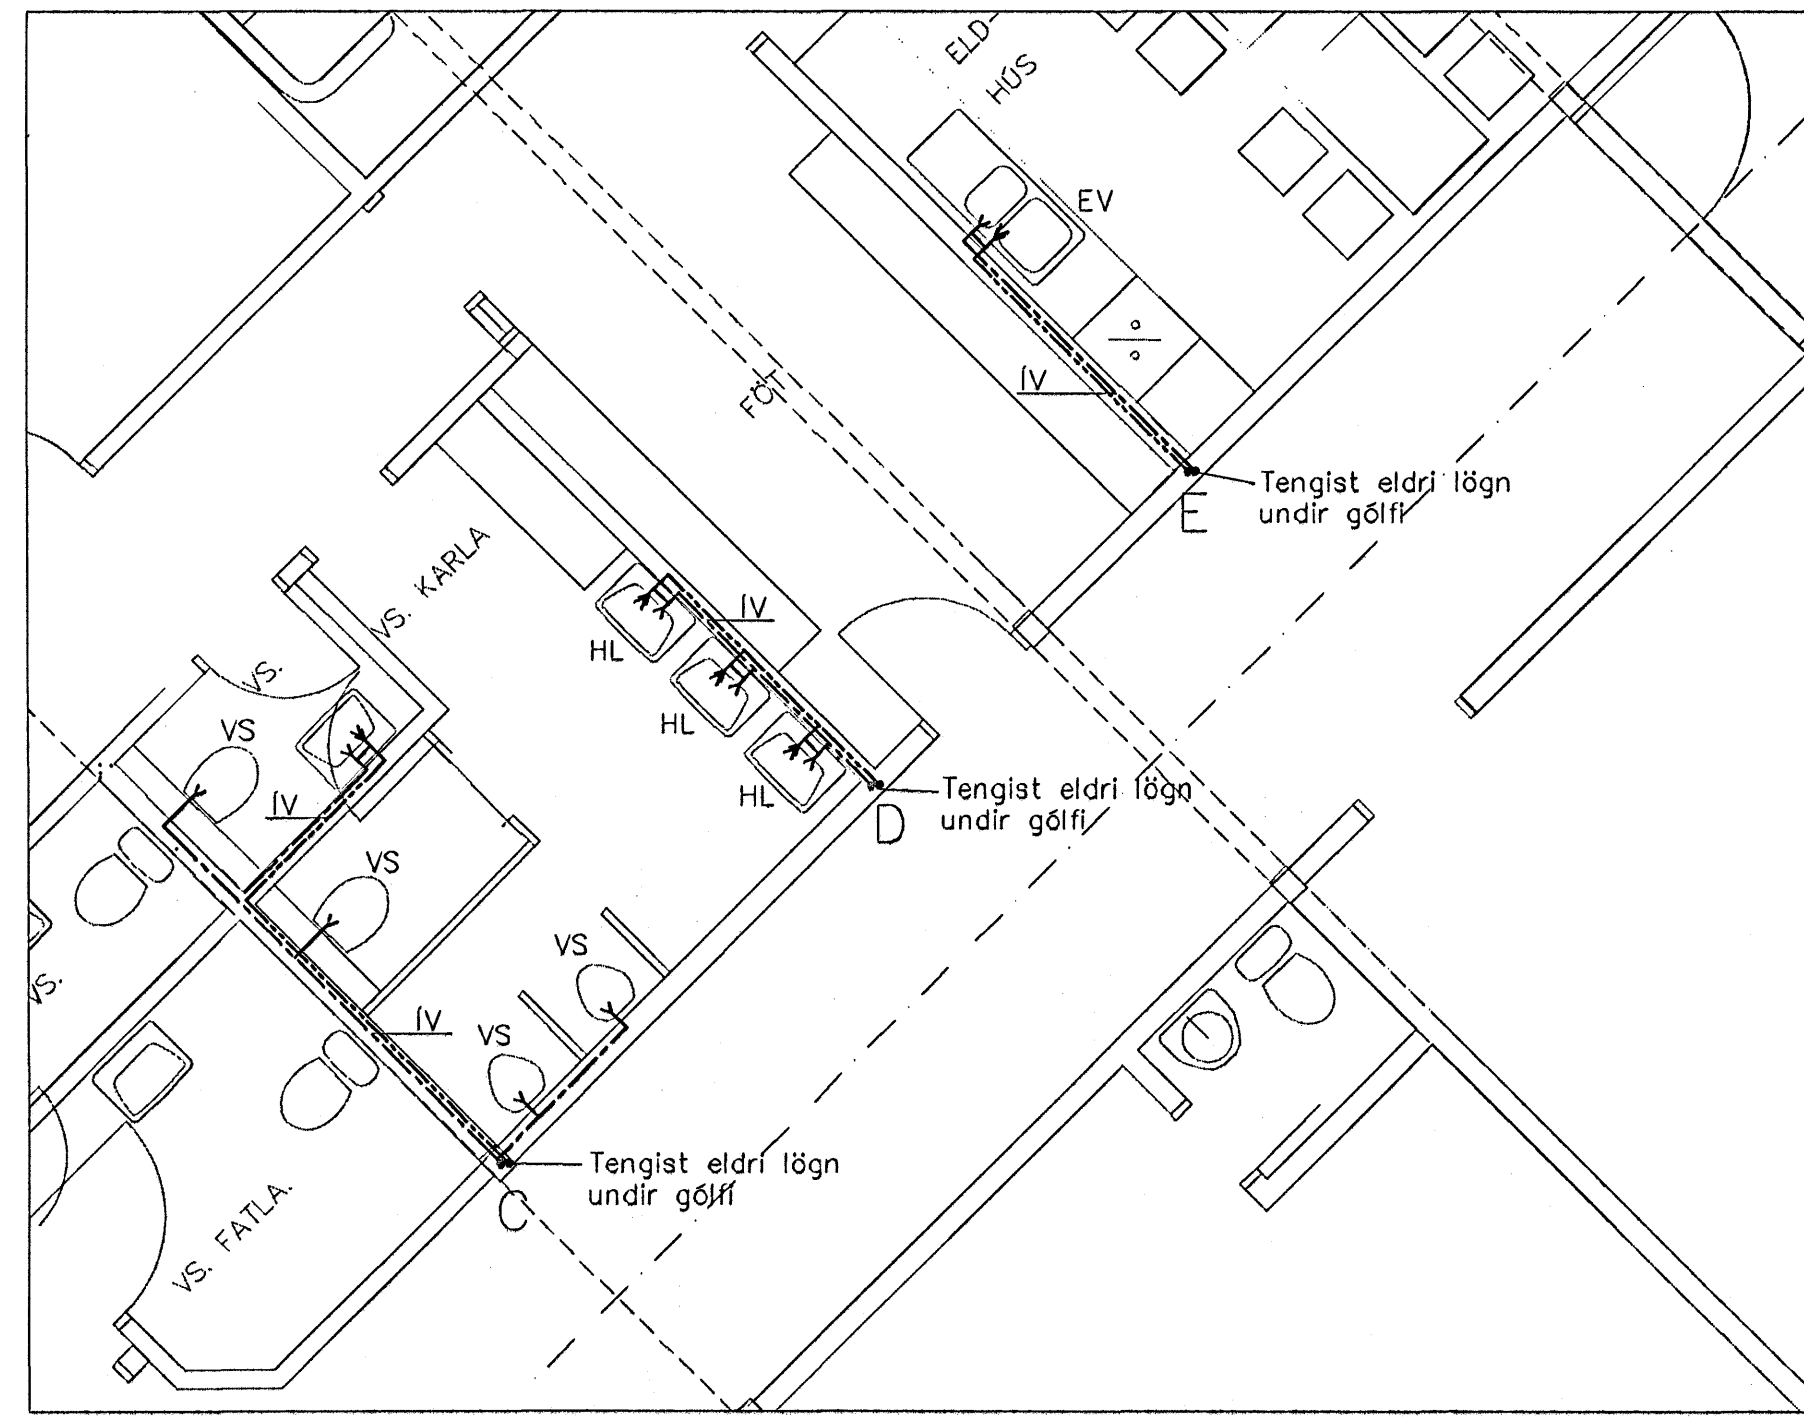 ELD-
HÚS
EV
ÍV
Tengist eldri lögn
undir gólfi
E
FÖT
VS. KARLA
ÍV
HL
HL
HL
Tengist eldri lögn
undir gólfi
D
VS.
VS
ÍV
VS
VS
VS
ÍV
VS.
Tengist eldri lögn
undir gólfi
C
VS. FATLA.